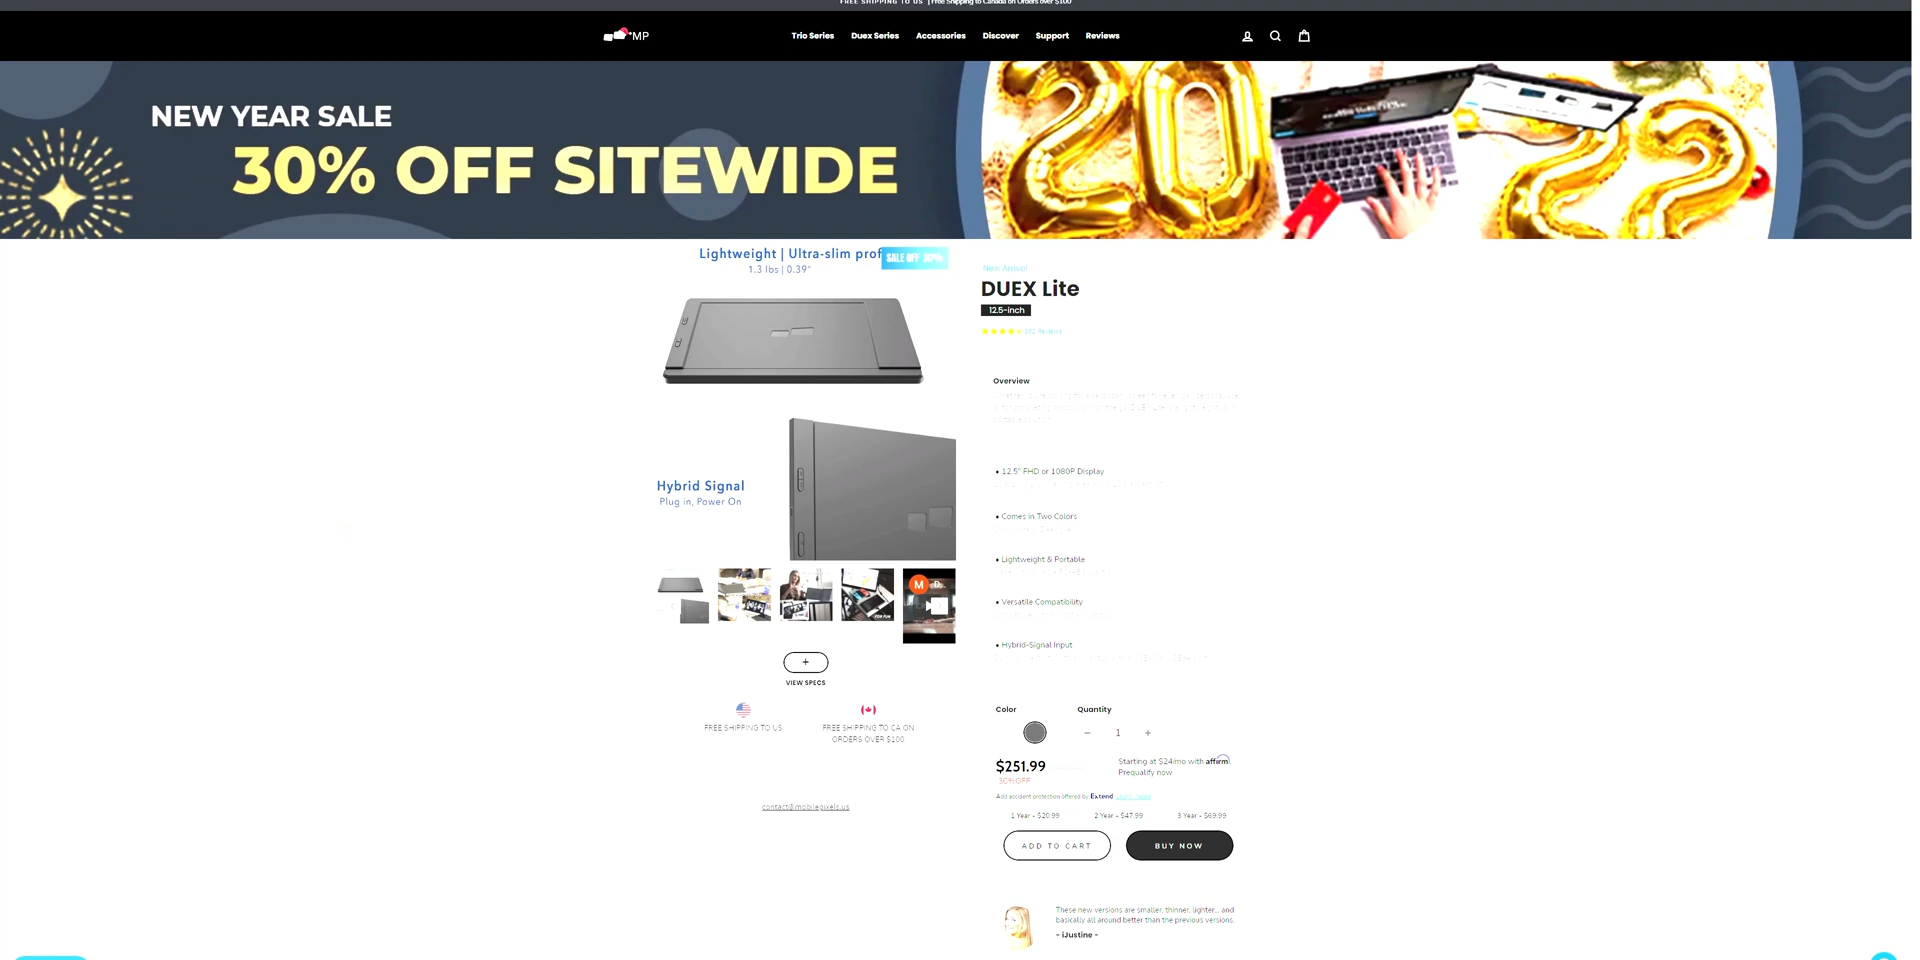 FREE SHIPPING TO US | Free Shipping to Canada on Orders over $100
MP
Trio Series
Duex Series
Accessories
Discover
Support
Reviews
NEW YEAR SALE
30% OFF SITEWIDE
Lightweight | Ultra-slim prof
SALE OFF 30%
1.3 lbs | 0.39"
Hybrid Signal
Plug in, Power On
M
D
FOR FUN
+
VIEW SPECS
FREE SHIPPING TO US
FREE SHIPPING TO CA ON
ORDERS OVER $100
contact@mobilepixels.us
New Arrival
DUEX Lite
12.5-inch
Reviews
Overview
• 12.5" FHD or 1080P Display
• Comes in Two Colors
• Lightweight & Portable
• Versatile Compatibility
• Hybrid-Signal Input
Color
Quantity
− 1 +
$251.99
30% OFF
Starting at $24/mo with affirm.
Prequalify now
Add accident protection offered by Extend
1 Year - $20.99
2 Year - $47.99
3 Year - $69.99
ADD TO CART
BUY NOW
These new versions are smaller, thinner, lighter... and
basically all around better than the previous versions.
- iJustine -